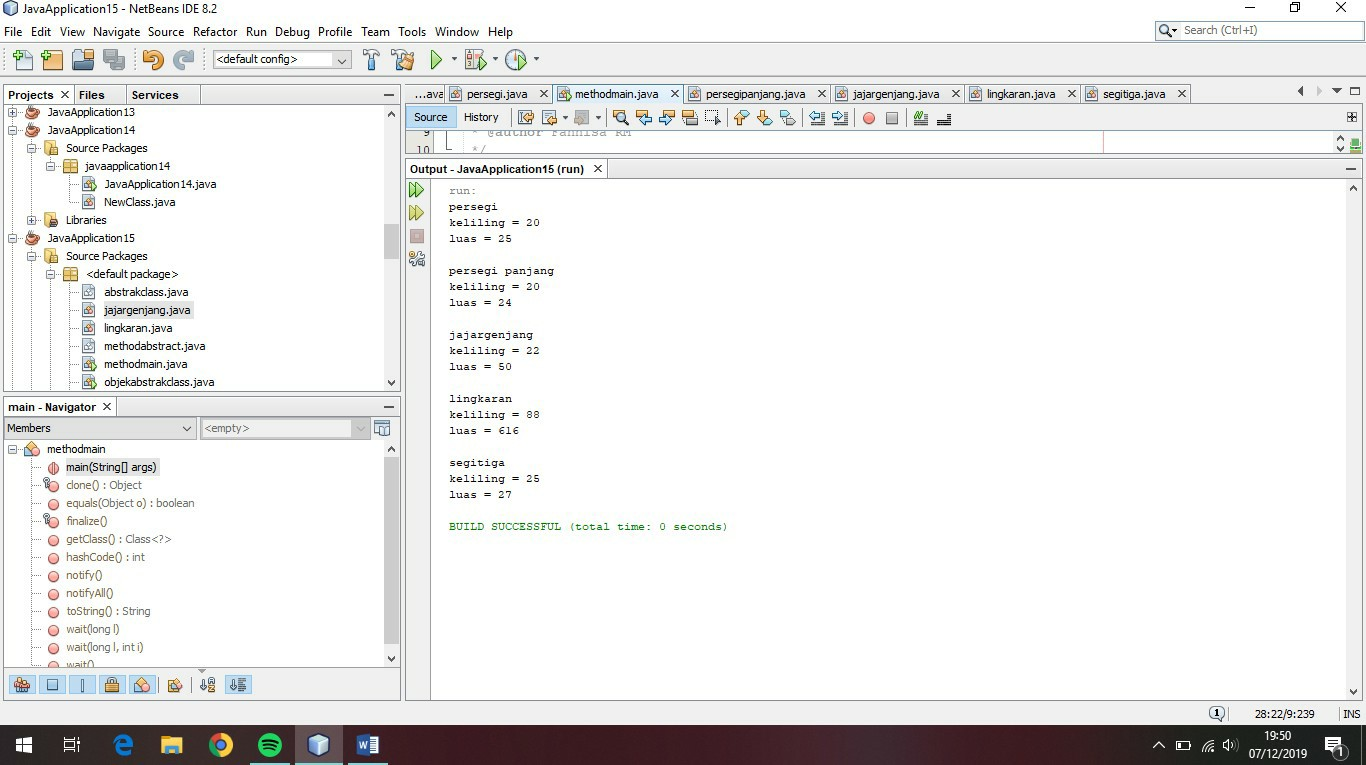 JavaApplication15 - NetBeans IDE 8.2
File Edit View Navigate Source Refactor Run Debug Profile Team Tools Window Help
Search (Ctrl+I)
<default config>
Projects Files Services
JavaApplication13
JavaApplication14
Source Packages
javaapplication14
JavaApplication14.java
NewClass.java
Libraries
JavaApplication15
Source Packages
<default package>
abstrakclass.java
jajargenjang.java
lingkaran.java
methodabstract.java
methodmain.java
objekabstrakclass.java
main - Navigator
Members
<empty>
methodmain
main(String[] args)
clone() : Object
equals(Object o) : boolean
finalize()
getClass() : Class<?>
hashCode() : int
notify()
notifyAll()
toString() : String
wait(long l)
wait(long l, int i)
wait()
...ava persegi.java methodmain.java persegipanjang.java jajargenjang.java lingkaran.java segitiga.java
Source History
9 * @author Fannisa RM
10 */
Output - JavaApplication15 (run)
run:
persegi
keliling = 20
luas = 25
persegi panjang
keliling = 20
luas = 24
jajargenjang
keliling = 22
luas = 50
lingkaran
keliling = 88
luas = 616
segitiga
keliling = 25
luas = 27
BUILD SUCCESSFUL (total time: 0 seconds)
1 28:22/9:239 INS
19:50
07/12/2019
1